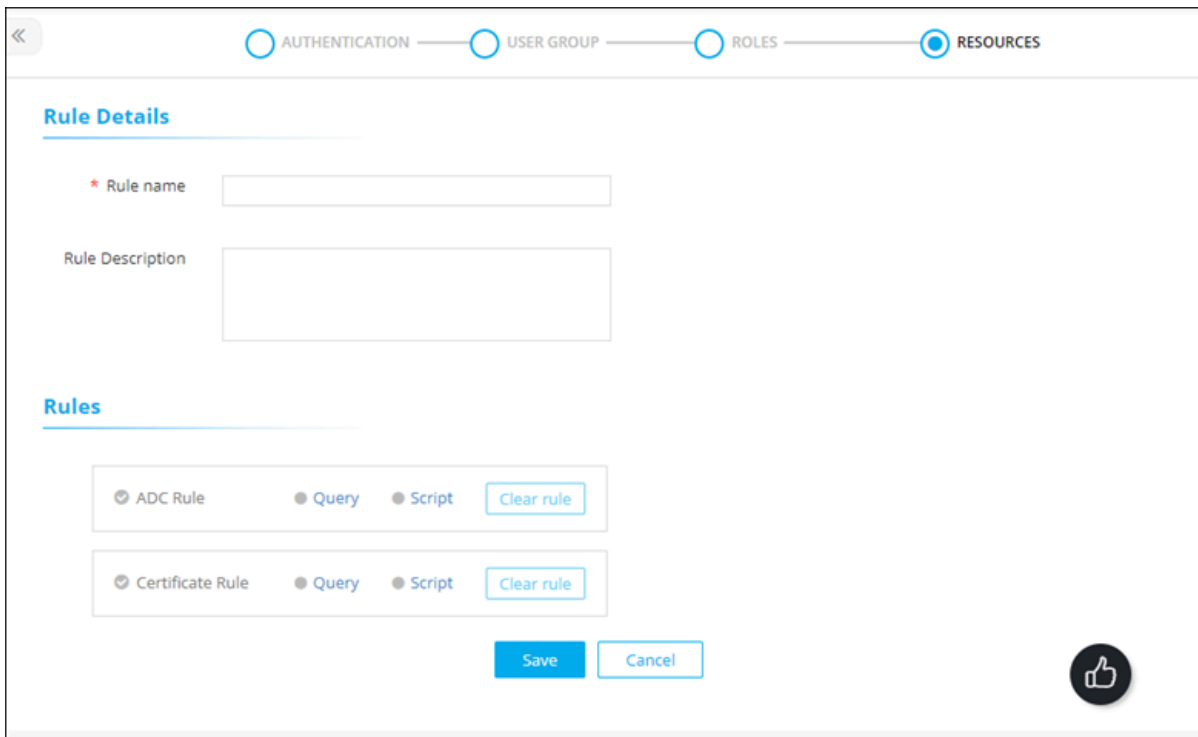 AUTHENTICATION USER GROUP ROLES RESOURCES
Rule Details
* Rule name
Rule Description
Rules
ADC Rule Query Script Clear rule
Certificate Rule Query Script Clear rule
Save Cancel